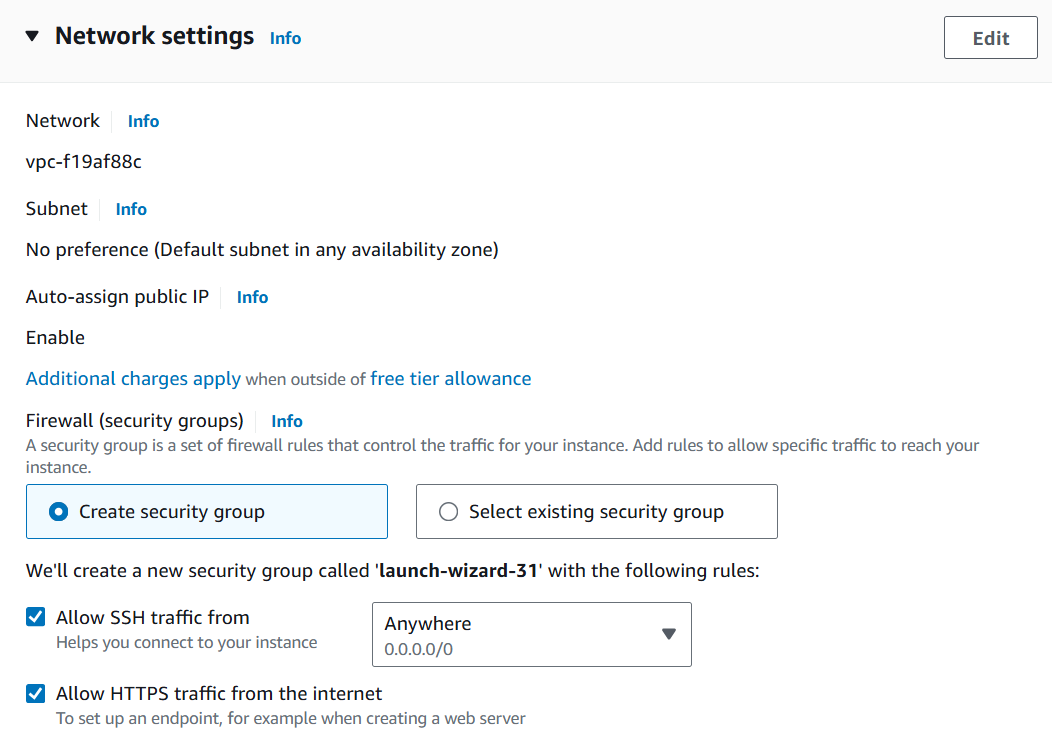 Network settings Info Edit
Network Info
vpc-f19af88c
Subnet Info
No preference (Default subnet in any availability zone)
Auto-assign public IP Info
Enable
Additional charges apply when outside of free tier allowance
Firewall (security groups) Info
A security group is a set of firewall rules that control the traffic for your instance. Add rules to allow specific traffic to reach your
instance.
Create security group Select existing security group
We'll create a new security group called 'launch-wizard-31' with the following rules:
Allow SSH traffic from Anywhere
Helps you connect to your instance 0.0.0.0/0
Allow HTTPS traffic from the internet
To set up an endpoint, for example when creating a web server